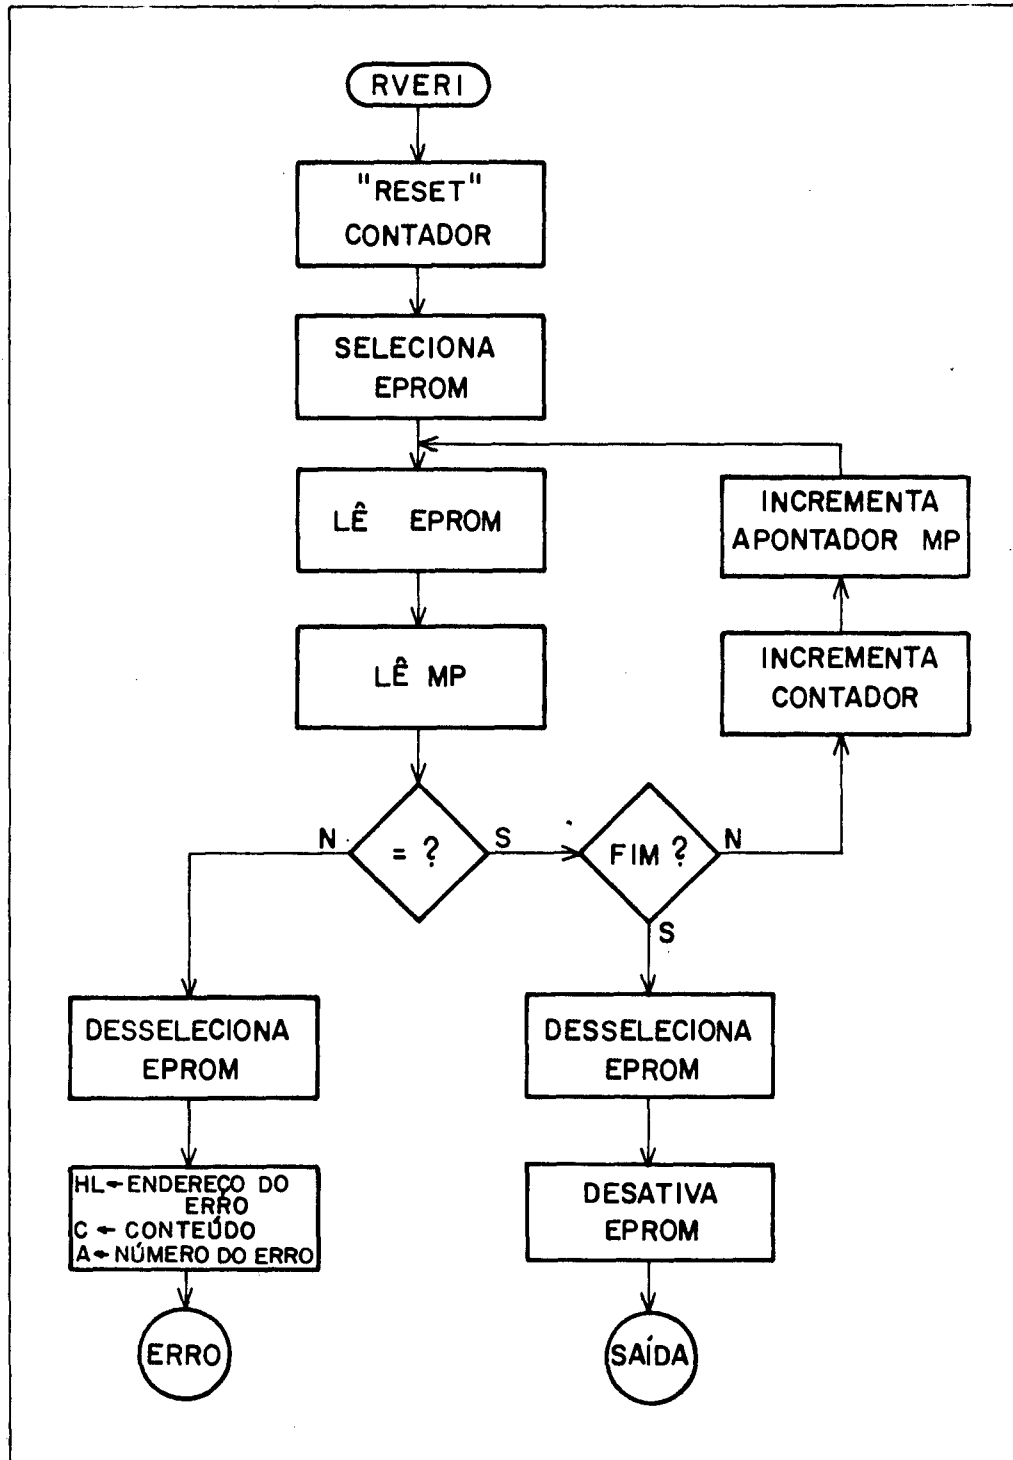 RVERI
"RESET"
CONTADOR
SELECIONA
EPROM
LÊ EPROM
INCREMENTA
APONTADOR MP
LÊ MP
INCREMENTA
CONTADOR
N
= ?
S
FIM ?
N
S
DESSELECIONA
EPROM
DESSELECIONA
EPROM
HL←ENDEREÇO DO
ERRO
C ← CONTEÚDO
A←NÚMERO DO ERRO
DESATIVA
EPROM
ERRO
SAÍDA